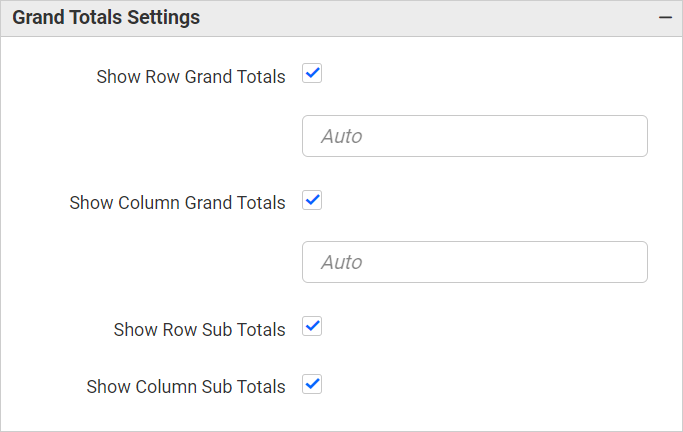 Grand Totals Settings
Show Row Grand Totals
Auto
Show Column Grand Totals
Auto
Show Row Sub Totals
Show Column Sub Totals